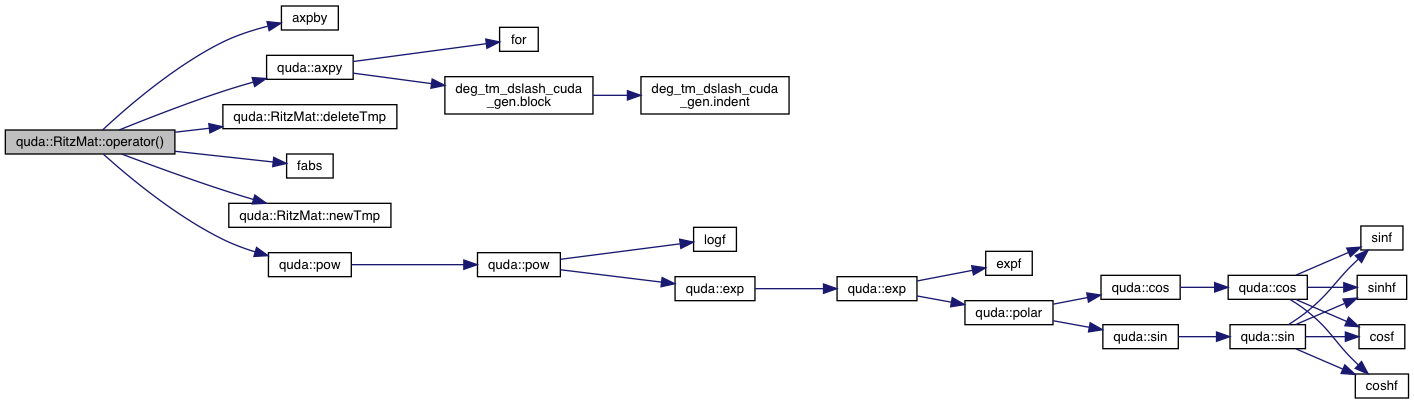 quda::RitzMat::operator()
axpby
quda::axpy
for
deg_tm_dslash_cuda
_gen.block
deg_tm_dslash_cuda
_gen.indent
quda::RitzMat::deleteTmp
fabs
quda::RitzMat::newTmp
quda::pow
quda::pow
logf
quda::exp
quda::exp
expf
quda::polar
quda::cos
quda::cos
quda::sin
quda::sin
sinf
sinhf
cosf
coshf